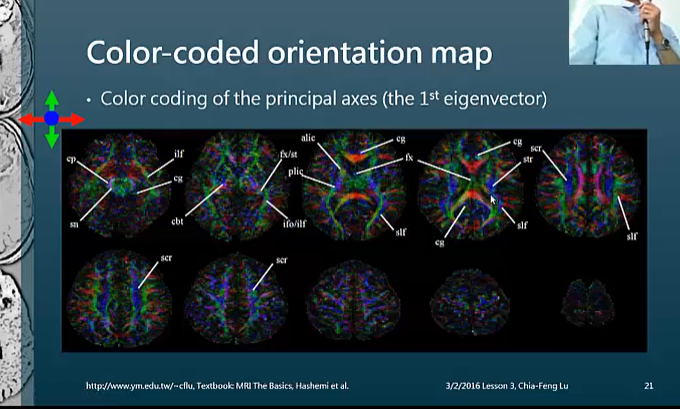 Color-coded orientation map
• Color coding of the principal axes (the 1st eigenvector)
cp
ilf
cg
sn
fx/st
cbt
ifo/ilf
alic
cg
plic
fx
slf
cg
str
slf
cg
scr
slf
scr
scr
http://www.ym.edu.tw/~cflu, Textbook: MRI The Basics, Hashemi et al.
3/2/2016 Lesson 3, Chia-Feng Lu
21